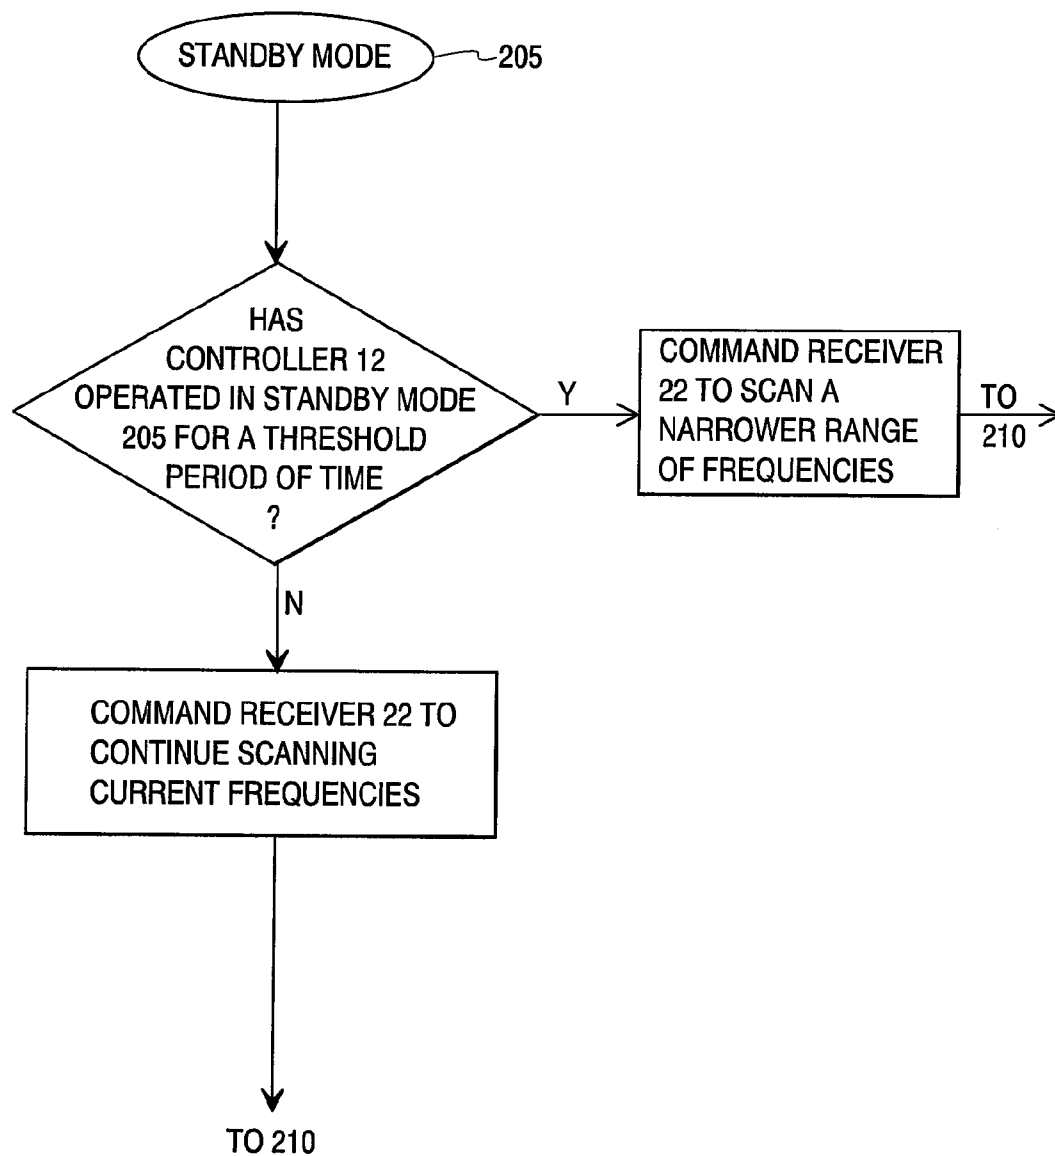 STANDBY MODE
205
HAS
CONTROLLER 12
OPERATED IN STANDBY MODE
205 FOR A THRESHOLD
PERIOD OF TIME
?
Y
COMMAND RECEIVER
22 TO SCAN A
NARROWER RANGE
OF FREQUENCIES
TO
210
N
COMMAND RECEIVER 22 TO
CONTINUE SCANNING
CURRENT FREQUENCIES
TO 210